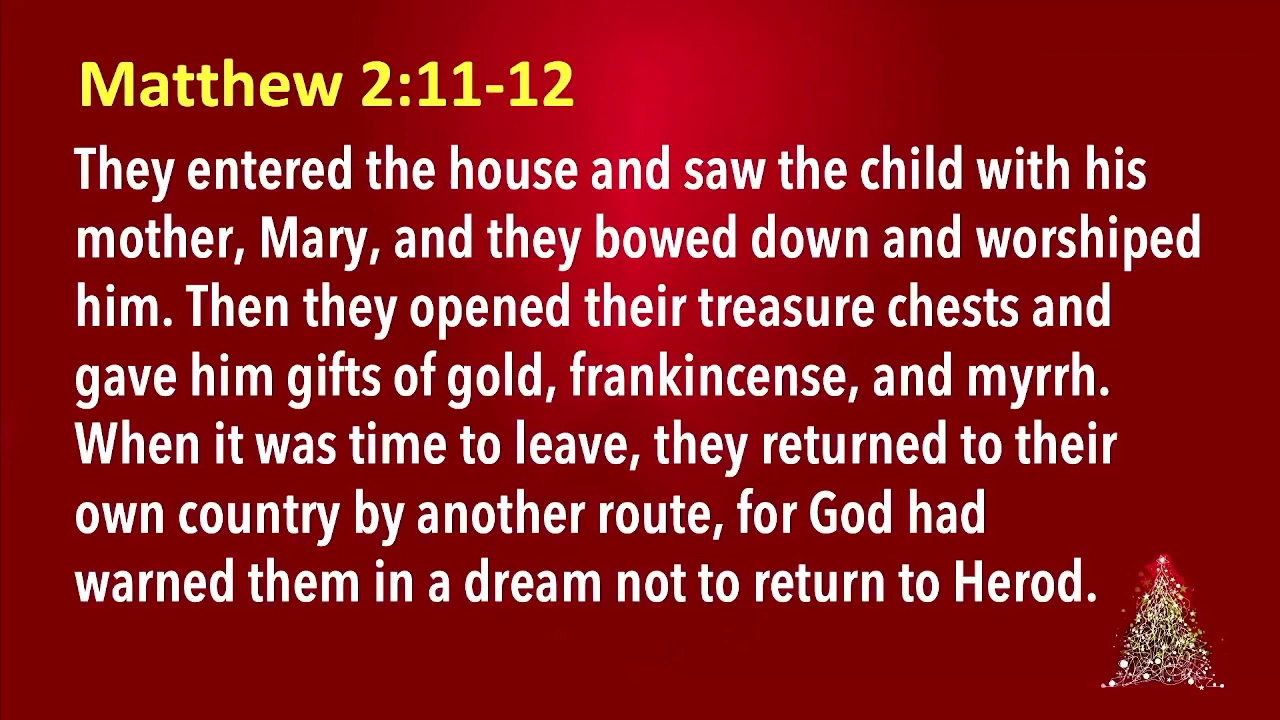 Matthew 2:11-12
They entered the house and saw the child with his
mother, Mary, and they bowed down and worshiped
him. Then they opened their treasure chests and
gave him gifts of gold, frankincense, and myrrh.
When it was time to leave, they returned to their
own country by another route, for God had
warned them in a dream not to return to Herod.